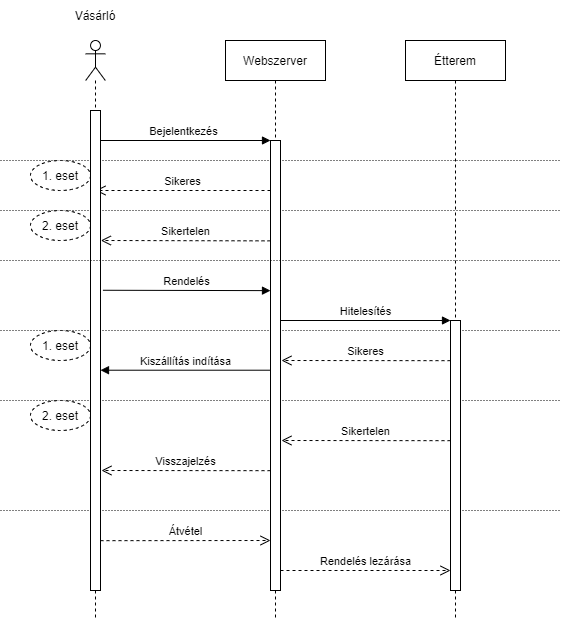 Vásárló
Webszerver
Étterem
Bejelentkezés
1. eset
Sikeres
2. eset
Sikertelen
Rendelés
Hitelesítés
1. eset
Sikeres
Kiszállítás indítása
2. eset
Sikertelen
Visszajelzés
Átvétel
Rendelés lezárása